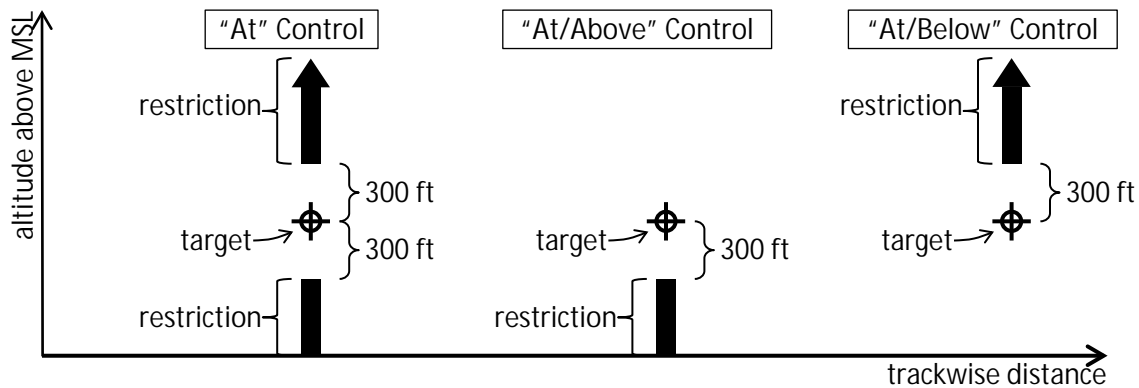 altitude above MSL
“At” Control
“At/Above” Control
“At/Below” Control
restriction
restriction
300 ft
300 ft
target
300 ft
target
300 ft
target
restriction
restriction
trackwise distance